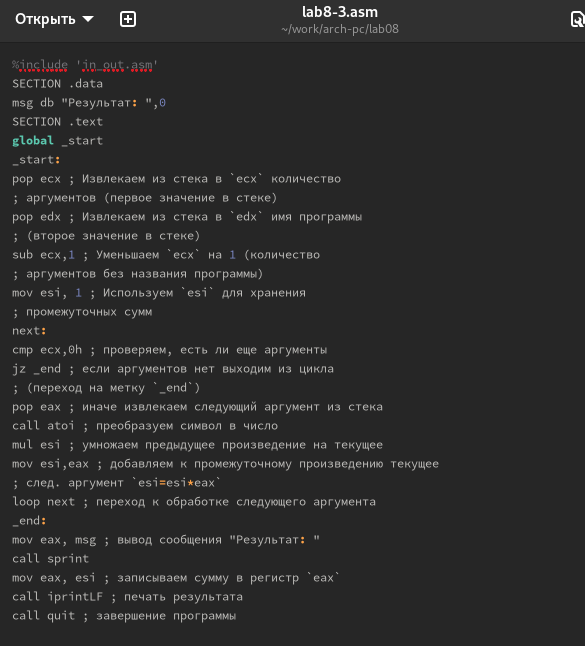 Открыть
lab8-3.asm
~/work/arch-pc/lab08
%include 'in_out.asm'
SECTION .data
msg db "Результат: ",0
SECTION .text
global _start
_start:
pop ecx ; Извлекаем из стека в `ecx` количество
; аргументов (первое значение в стеке)
pop edx ; Извлекаем из стека в `edx` имя программы
; (второе значение в стеке)
sub ecx,1 ; Уменьшаем `ecx` на 1 (количество
; аргументов без названия программы)
mov esi, 1 ; Используем `esi` для хранения
; промежуточных сумм
next:
cmp ecx,0h ; проверяем, есть ли еще аргументы
jz _end ; если аргументов нет выходим из цикла
; (переход на метку `_end`)
pop eax ; иначе извлекаем следующий аргумент из стека
call atoi ; преобразуем символ в число
mul esi ; умножаем предыдущее произведение на текущее
mov esi,eax ; добавляем к промежуточному произведению текущее
; след. аргумент `esi=esi*eax`
loop next ; переход к обработке следующего аргумента
_end:
mov eax, msg ; вывод сообщения "Результат: "
call sprint
mov eax, esi ; записываем сумму в регистр `eax`
call iprintLF ; печать результата
call quit ; завершение программы